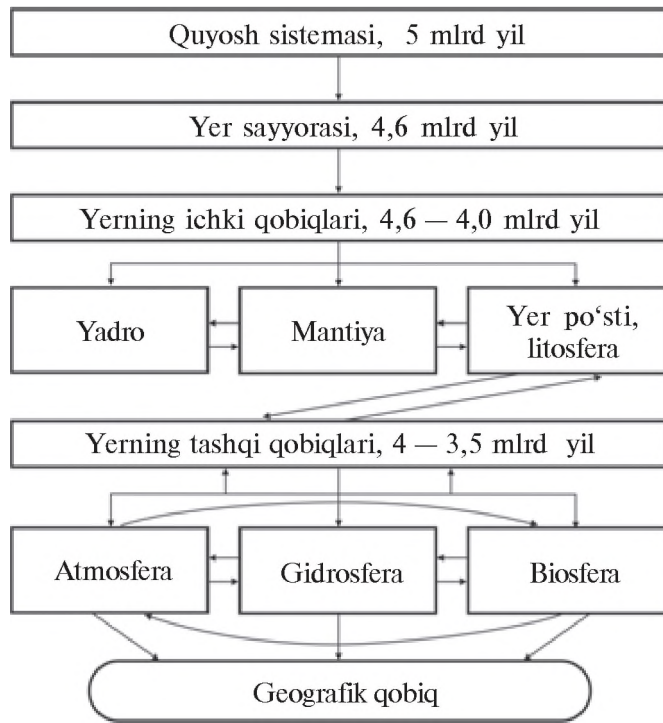 Quyosh sistemasi, 5 mlrd yil
Yer sayyorasi, 4,6 mlrd yil
Yerning ichki qobiqlari, 4,6 — 4,0 mlrd yil
Yadro
Mantiya
Yer po‘sti,
litosfera
Yerning tashqi qobiqlari, 4 — 3,5 mlrd yil
Atmosfera
Gidrosfera
Biosfera
Geografik qobiq